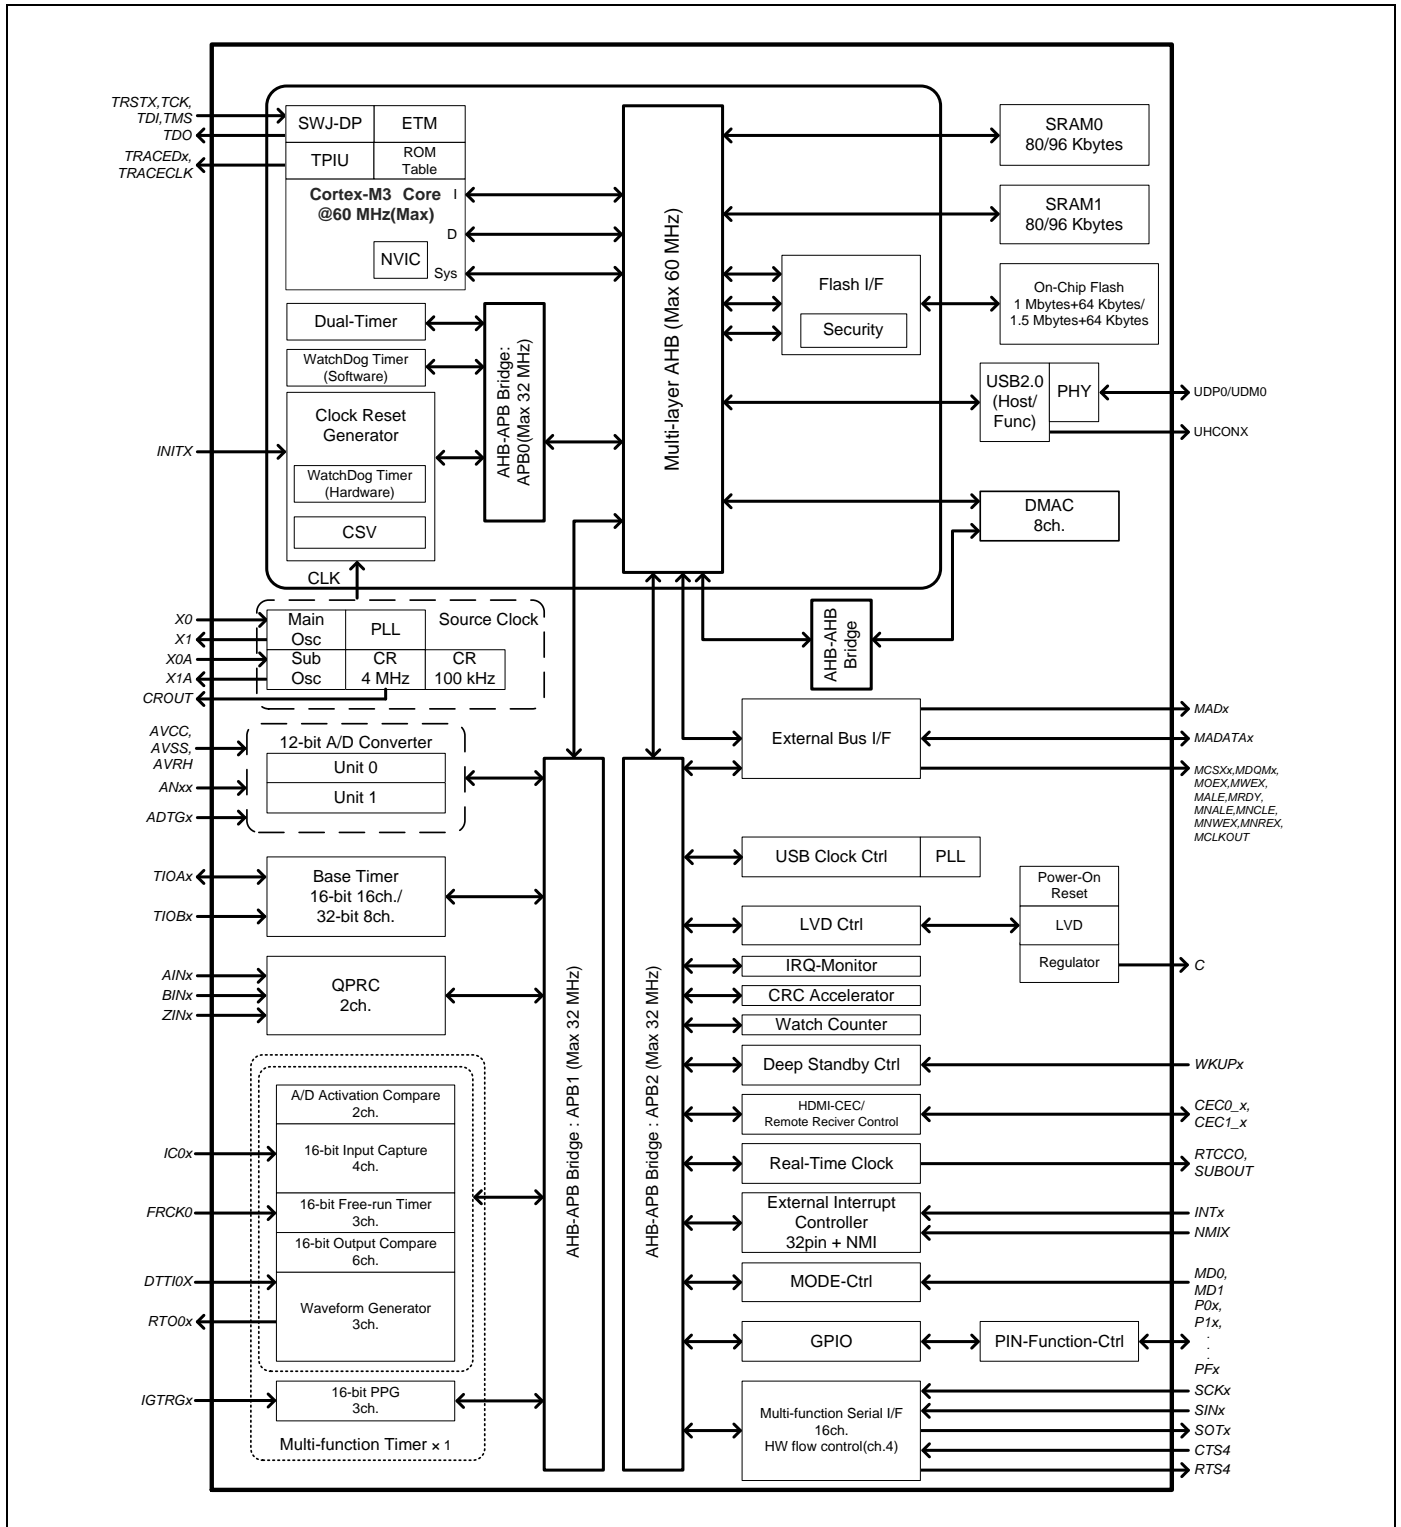 TRSTX,TCK,
TDI,TMS
TDO
TRACEDx,
TRACECLK
SWJ-DP
ETM
TPIU
ROM
Table
Cortex-M3 Core
@60 MHz(Max)
I
D
Sys
NVIC
Dual-Timer
WatchDog Timer
(Software)
Clock Reset
Generator
WatchDog Timer
(Hardware)
CSV
INITX
CLK
AHB-APB Bridge:
APB0(Max 32 MHz)
Multi-layer AHB (Max 60 MHz)
SRAM0
80/96 Kbytes
SRAM1
80/96 Kbytes
Flash I/F
Security
On-Chip Flash
1 Mbytes+64 Kbytes/
1.5 Mbytes+64 Kbytes
USB2.0
(Host/
Func)
PHY
UDP0/UDM0
UHCONX
DMAC
8ch.
AHB-AHB
Bridge
X0
X1
X0A
X1A
CROUT
Main
Osc
PLL
Source Clock
Sub
Osc
CR
4 MHz
CR
100 kHz
AVCC,
AVSS,
AVRH
ANxx
ADTGx
12-bit A/D Converter
Unit 0
Unit 1
TIOAx
TIOBx
Base Timer
16-bit 16ch./
32-bit 8ch.
AINx
BINx
ZINx
QPRC
2ch.
A/D Activation Compare
2ch.
IC0x
16-bit Input Capture
4ch.
FRCK0
16-bit Free-run Timer
3ch.
16-bit Output Compare
6ch.
DTTI0X
RTO0x
Waveform Generator
3ch.
IGTRGx
16-bit PPG
3ch.
Multi-function Timer × 1
AHB-APB Bridge : APB1 (Max 32 MHz)
AHB-APB Bridge : APB2 (Max 32 MHz)
External Bus I/F
MADx
MADATAx
MCSXx,MDQMx,
MOEX,MWEX,
MALE,MRDY,
MNALE,MNCLE,
MNWEX,MNREX,
MCLKOUT
USB Clock Ctrl
PLL
LVD Ctrl
Power-On
Reset
LVD
Regulator
C
IRQ-Monitor
CRC Accelerator
Watch Counter
Deep Standby Ctrl
WKUPx
HDMI-CEC/
Remote Reciver Control
CEC0_x,
CEC1_x
Real-Time Clock
RTCCO,
SUBOUT
External Interrupt
Controller
32pin + NMI
INTx
NMIX
MODE-Ctrl
MD0,
MD1
GPIO
PIN-Function-Ctrl
P0x,
P1x,
.
.
.
PFx
Multi-function Serial I/F
16ch.
HW flow control(ch.4)
SCKx
SINx
SOTx
CTS4
RTS4